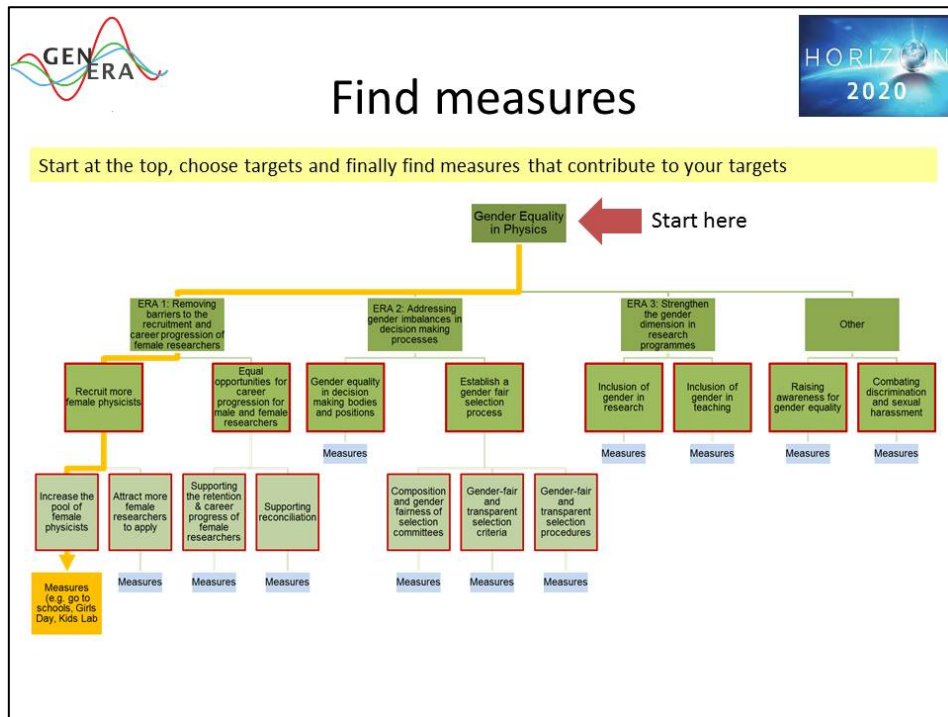 GEN
ERA
HORIZON
2020
Find measures
Start at the top, choose targets and finally find measures that contribute to your targets
Gender Equality
in Physics
Start here
ERA 1: Removing
barriers to the
recruitment and
career progression of
female researchers
ERA 2: Addressing
gender imbalances in
decision making
processes
ERA 3: Strengthen
the gender
dimension in
research
programmes
Other
Recruit more
female physicists
Equal
opportunities for
career
progression for
male and female
researchers
Gender equality
in decision
making bodies
and positions
Establish a
gender fair
selection
process
Inclusion of
gender in
research
Inclusion of
gender in
teaching
Raising
awareness for
gender equality
Combating
discrimination
and sexual
harassment
Measures
Measures
Measures
Measures
Measures
Increase the
pool of
female
physicists
Attract more
female
researchers
to apply
Supporting
the retention
& career
progress of
female
researchers
Supporting
reconciliation
Composition
and gender
fairness of
selection
committees
Gender-fair
and
transparent
selection
criteria
Gender-fair
and
transparent
selection
procedures
Measures
(e.g. go to
schools, Girls
Day, Kids Lab
Measures
Measures
Measures
Measures
Measures
Measures